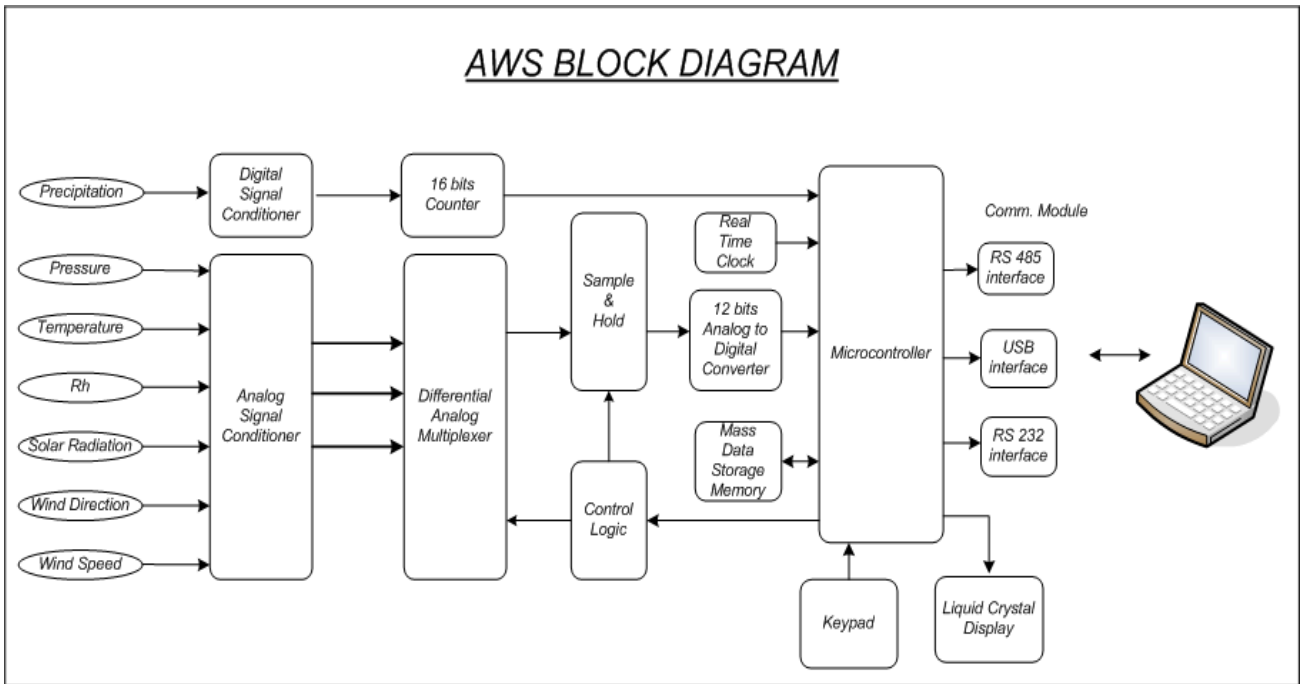 AWS BLOCK DIAGRAM
Precipitation
Digital
Signal
Conditioner
16 bits
Counter
Pressure
Temperature
Rh
Solar Radiation
Wind Direction
Wind Speed
Analog
Signal
Conditioner
Differential
Analog
Multiplexer
Sample
&
Hold
Control
Logic
Real
Time
Clock
12 bits
Analog to
Digital
Converter
Mass
Data
Storage
Memory
Microcontroller
Keypad
Liquid Crystal
Display
Comm. Module
RS 485
interface
USB
interface
RS 232
interface